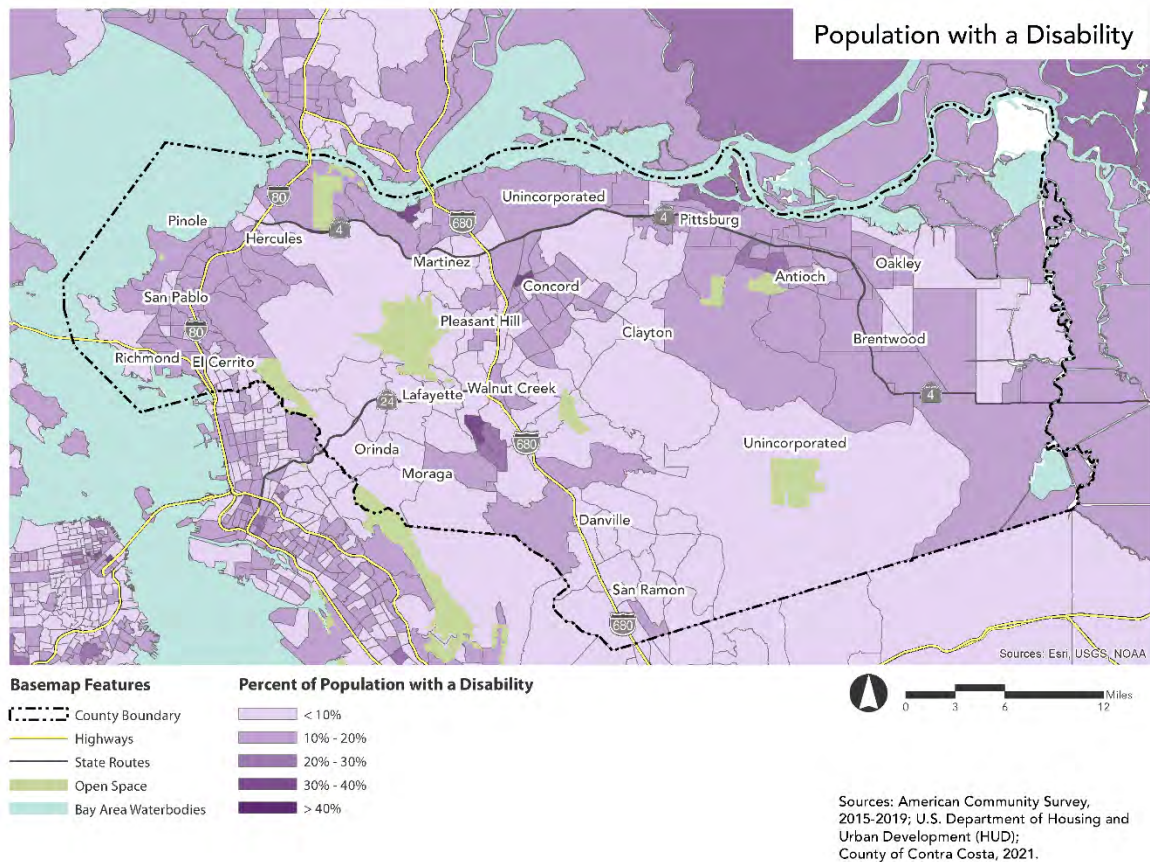 Population with a Disability
Unincorporated
80
Pinole
4
Pittsburg
680
4
Hercules
Martinez
Oakley
Antioch
Concord
San Pablo
Pleasant Hill
80
Clayton
Brentwood
Richmond
El Cerrito
Walnut Creek
Lafayette
4
24
Unincorporated
680
Orinda
Moraga
Danville
San Ramon
680
Sources: Esri, USGS, NOAA
Basemap Features
County Boundary
Highways
State Routes
Open Space
Bay Area Waterbodies
Percent of Population with a Disability
< 10%
10% - 20%
20% - 30%
30% - 40%
> 40%
Miles
0 3 6 12
Sources: American Community Survey,
2015-2019; U.S. Department of Housing and
Urban Development (HUD);
County of Contra Costa, 2021.